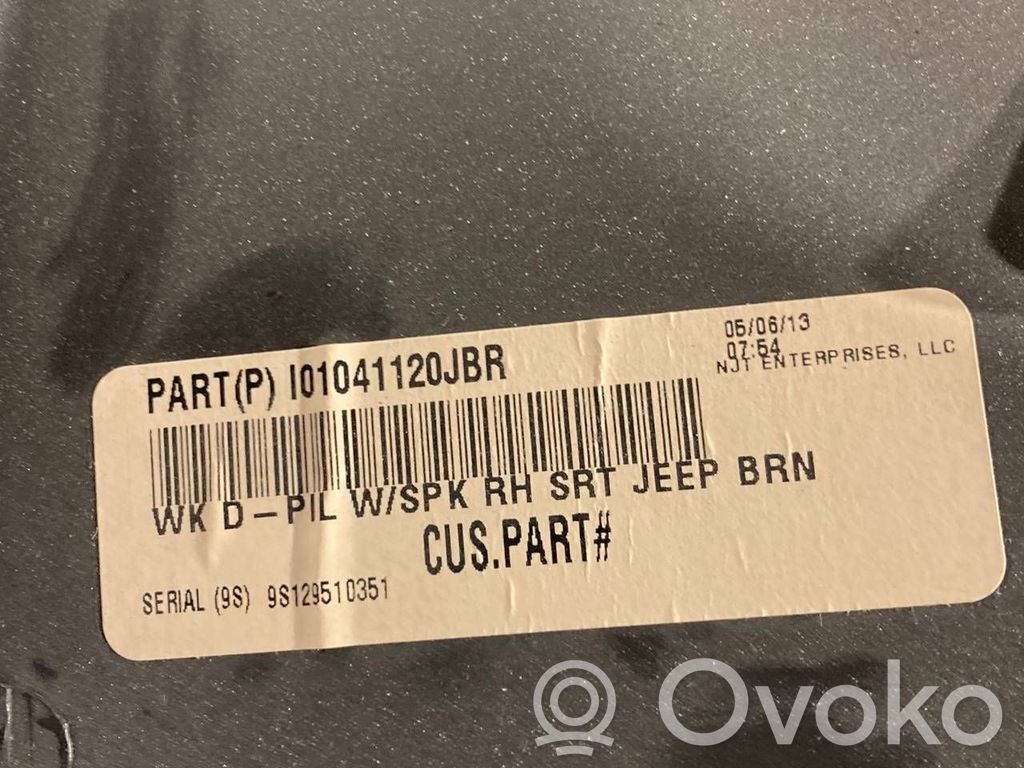 05/06/13
07:54
NJT ENTERPRISES, LLC
PART(P) I01041120JBR
WK D-PIL W/SPK RH SRT JEEP BRN
CUS.PART#
SERIAL (9S) 9S129510351
Ovoko